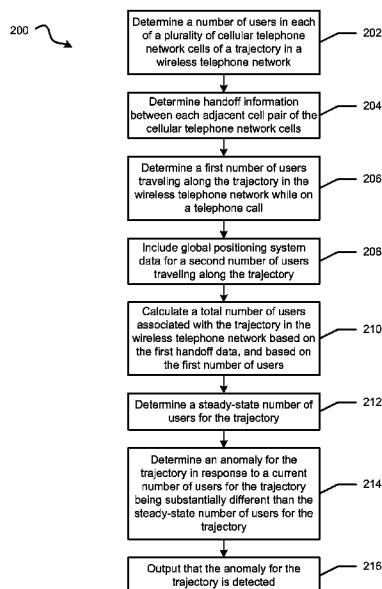 200
Determine a number of users in each
of a plurality of cellular telephone
network cells of a trajectory in a
wireless telephone network
202
Determine handoff information
between each adjacent cell pair of the
cellular telephone network cells
204
Determine a first number of users
traveling along the trajectory in the
wireless telephone network while on
a telephone call
206
Include global positioning system
data for a second number of users
traveling along the trajectory
208
Calculate a total number of users
associated with the trajectory in the
wireless telephone network based on
the first handoff data, and based on
the first number of users
210
Determine a steady-state number of
users for the trajectory
212
Determine an anomaly for the
trajectory in response to a current
number of users for the trajectory
being substantially different than the
steady-state number of users for the
trajectory
214
Output that the anomaly for the
trajectory is detected
216